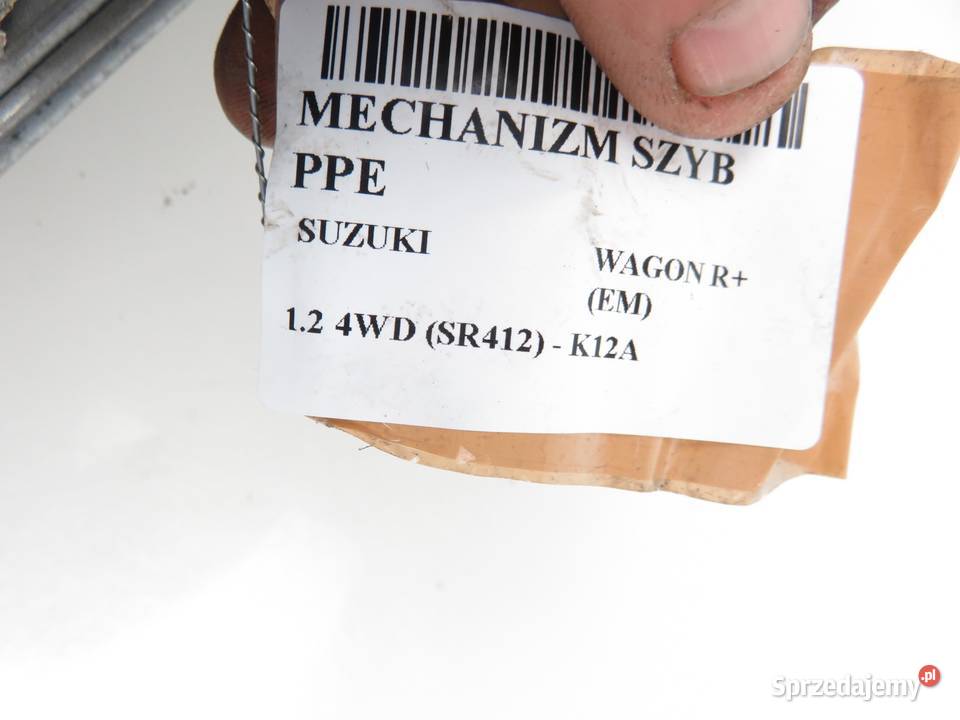 MECHANIZM SZYB
PPE
SUZUKI
WAGON R+
(EM)
1.2 4WD (SR412) - K12A
Sprzedajemy.pl